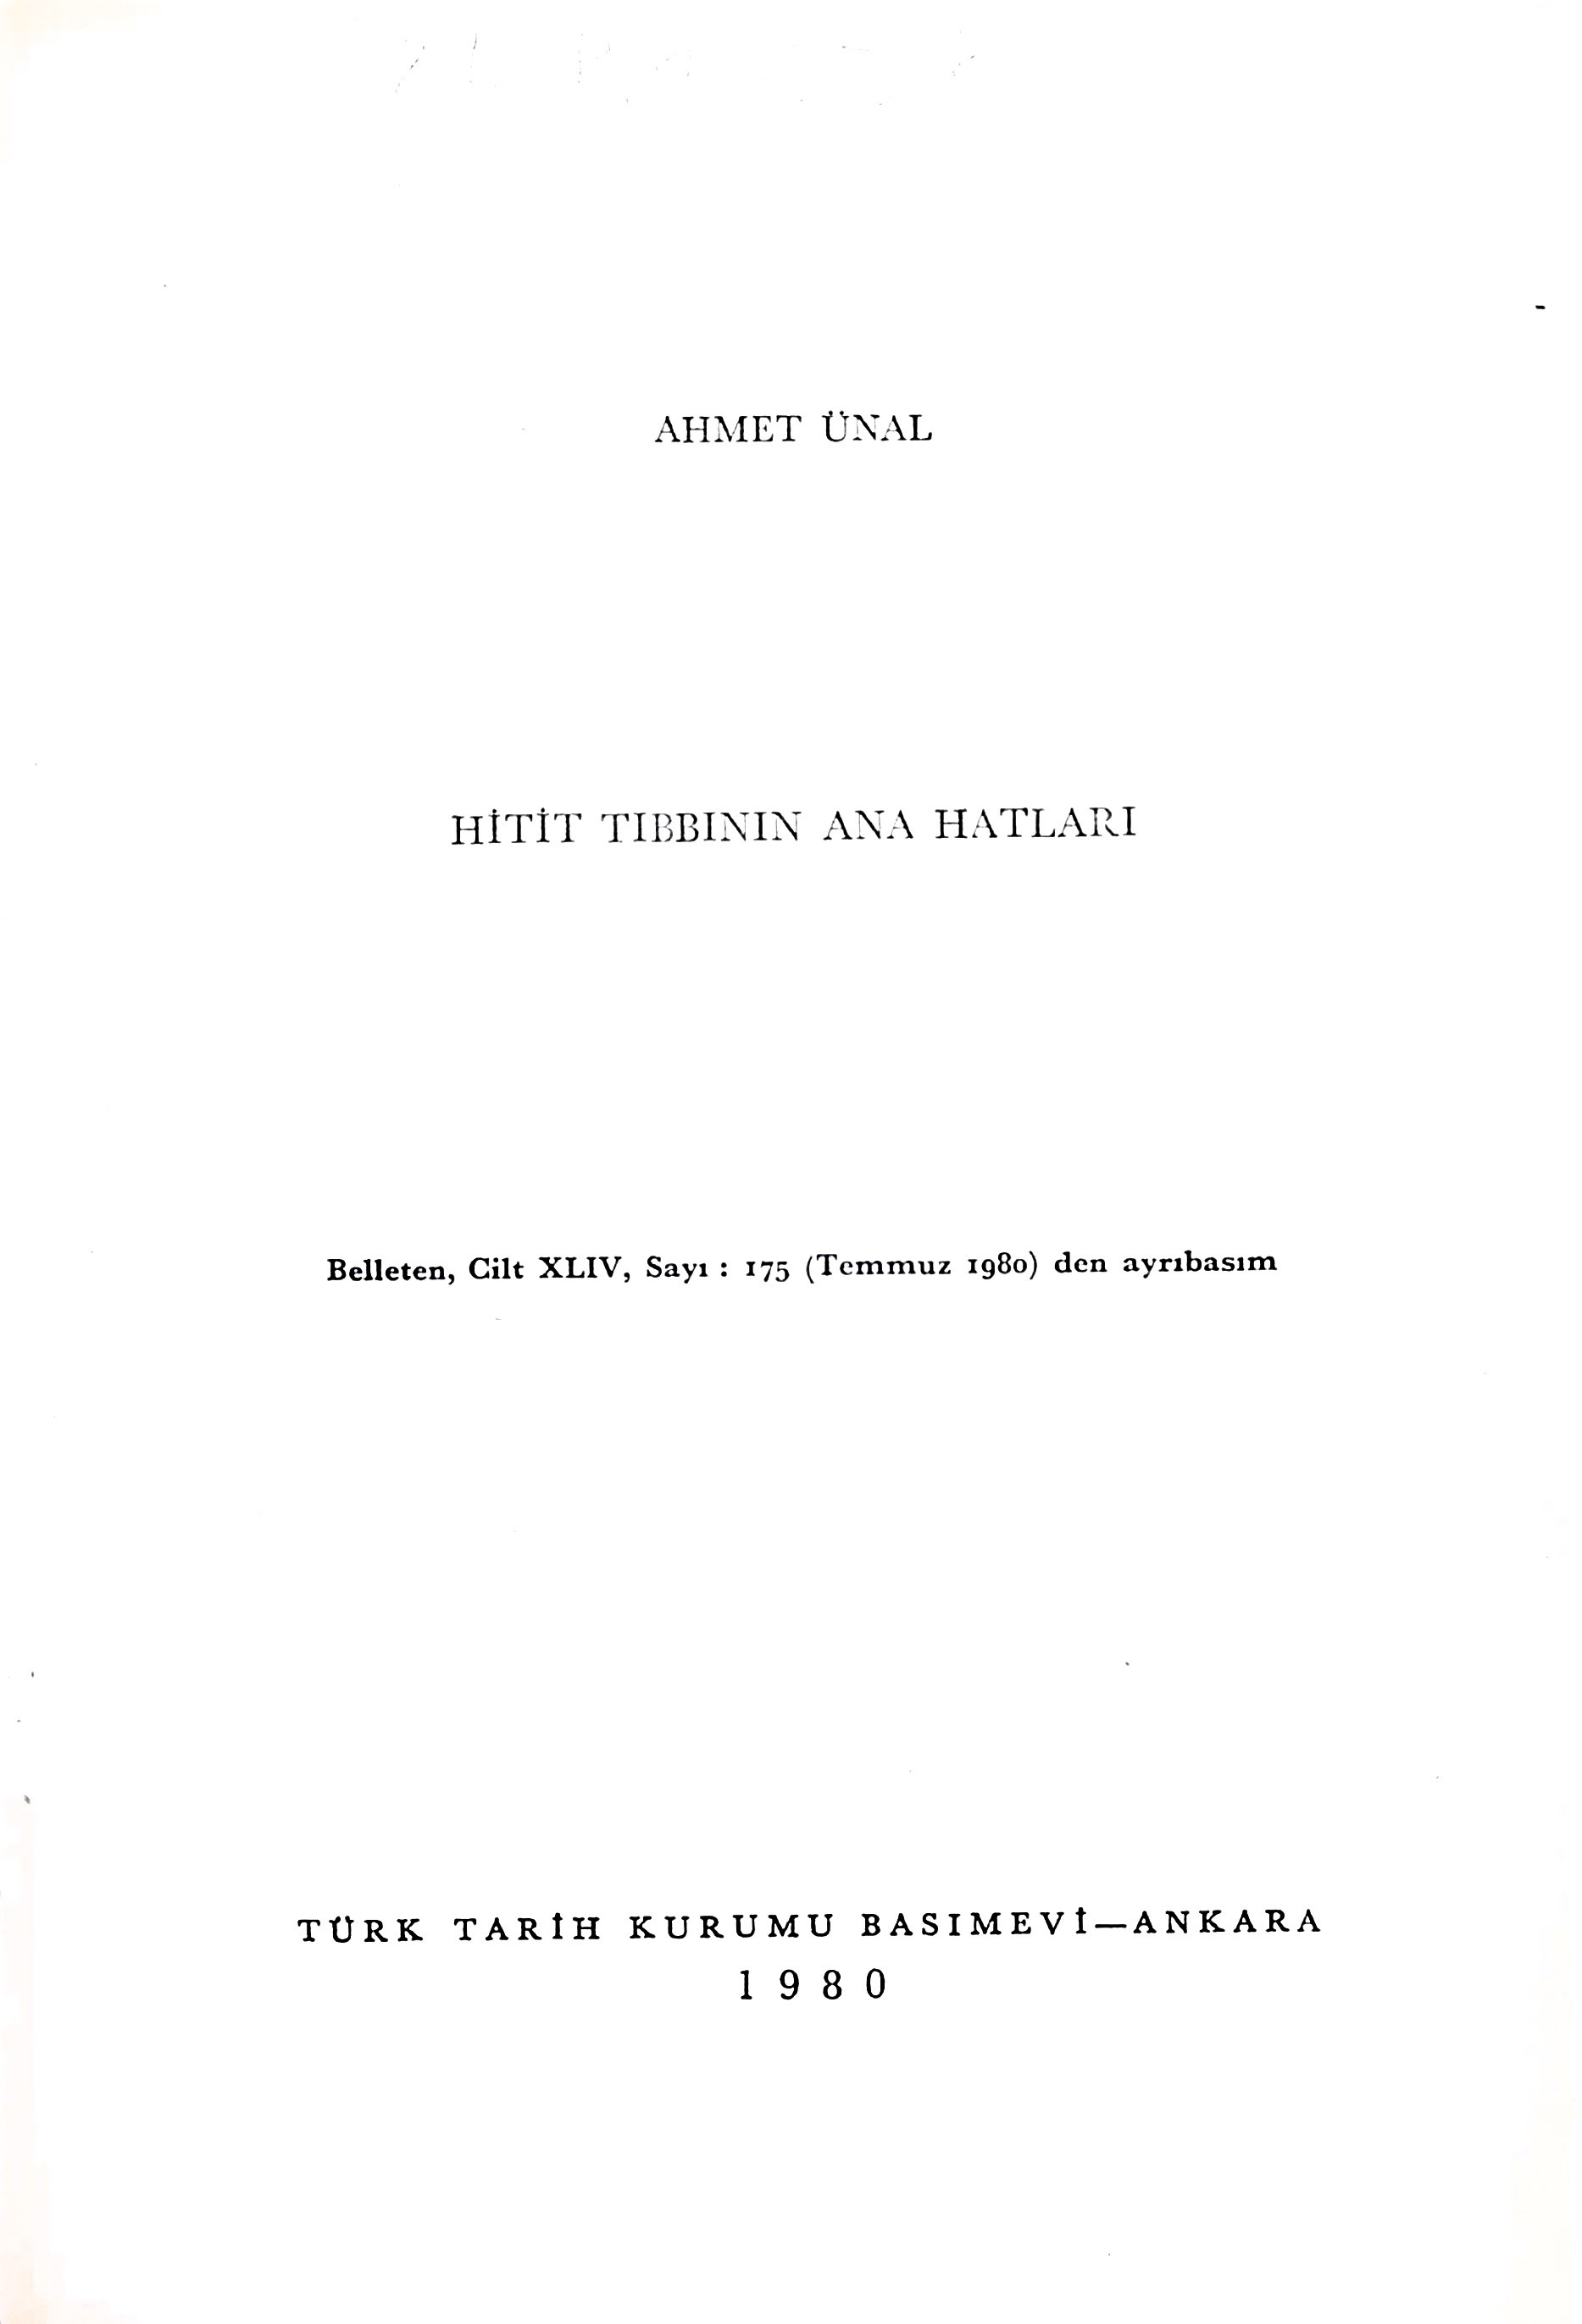 AHMET ÜNAL
HİTİT TIBBININ ANA HATLARI
Belleten, Cilt XLIV, Sayı : 175 (Temmuz 1980) den ayrıbasım
TÜRK TARİH KURUMU BASIMEVİ—ANKARA
1980